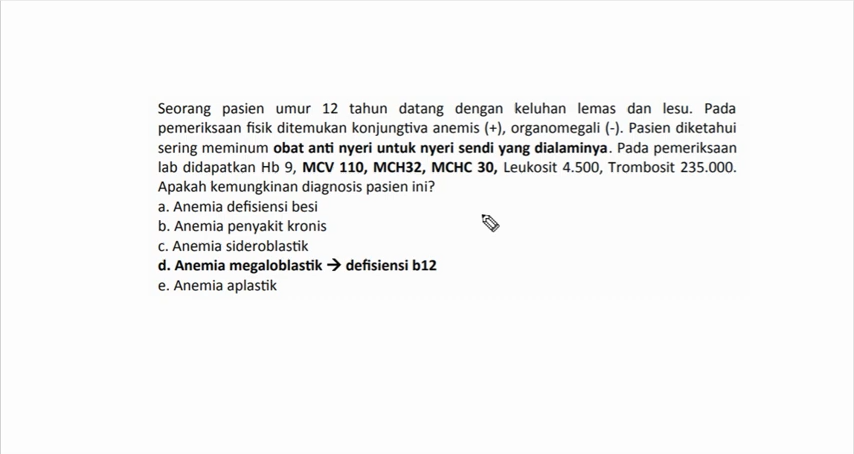 Seorang pasien umur 12 tahun datang dengan keluhan lemas dan lesu. Pada
pemeriksaan fisik ditemukan konjungtiva anemis (+), organomegali (-). Pasien diketahui
sering meminum obat anti nyeri untuk nyeri sendi yang dialaminya. Pada pemeriksaan
lab didapatkan Hb 9, MCV 110, MCH32, MCHC 30, Leukosit 4.500, Trombosit 235.000.
Apakah kemungkinan diagnosis pasien ini?
a. Anemia defisiensi besi
b. Anemia penyakit kronis
c. Anemia sideroblastik
d. Anemia megaloblastik → defisiensi b12
e. Anemia aplastik